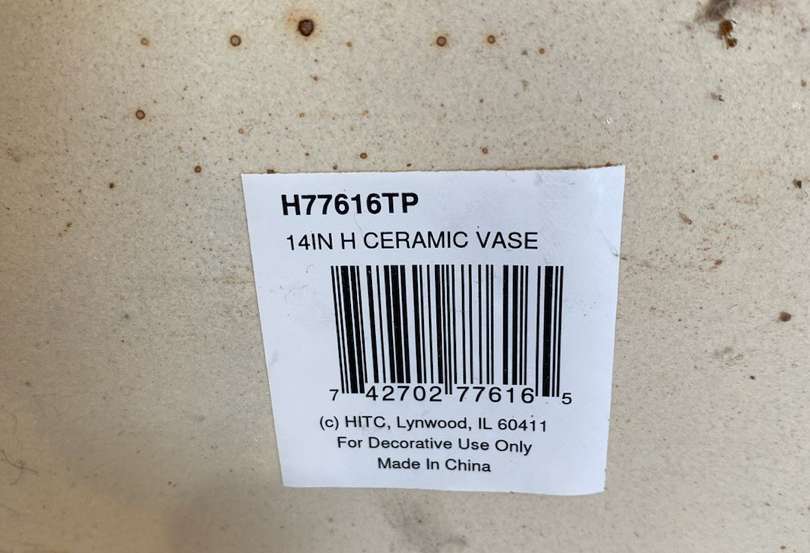 H77616TP
14IN H CERAMIC VASE
7 42702 77616 5
(c) HITC, Lynwood, IL 60411
For Decorative Use Only
Made In China